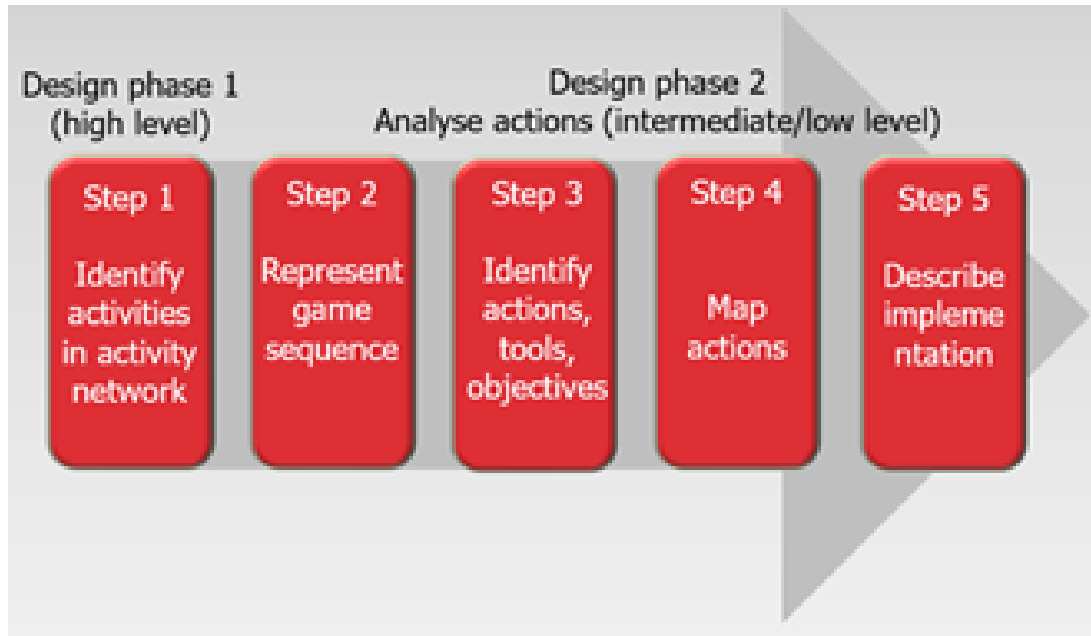 Design phase 1
(high level)
Design phase 2
Analyse actions (intermediate/low level)
Step 1
Identify
activities
in activity
network
Step 2
Represent
game
sequence
Step 3
Identify
actions,
tools,
objectives
Step 4
Map
actions
Step 5
Describe
impleme
ntation